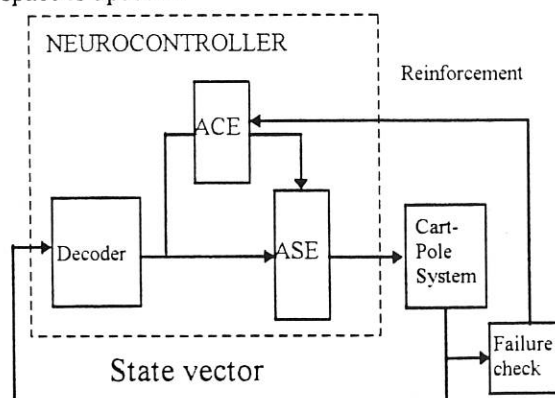 NEUROCONTROLLER
Reinforcement
ACE
Decoder
ASE
Cart-
Pole
System
Failure
check
State vector